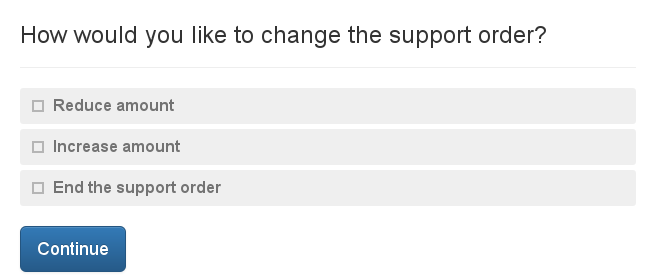 How would you like to change the support order?
Reduce amount
Increase amount
End the support order
Continue